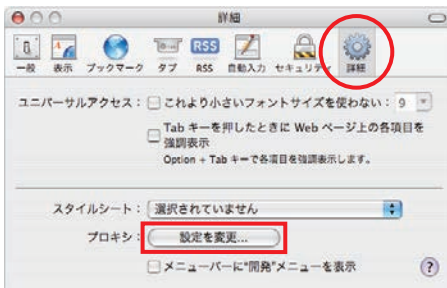 詳細
一般 表示 ブックマーク タブ RSS 自動入力 セキュリティ 詳細
ユニバーサルアクセス： これより小さいフォントサイズを使わない： 9
Tab キーを押したときに Web ページ上の各項目を
強調表示
Option + Tab キーで各項目を強調表示します。
スタイルシート： 選択されていません
プロキシ： 設定を変更...
メニューバーに"開発"メニューを表示
?